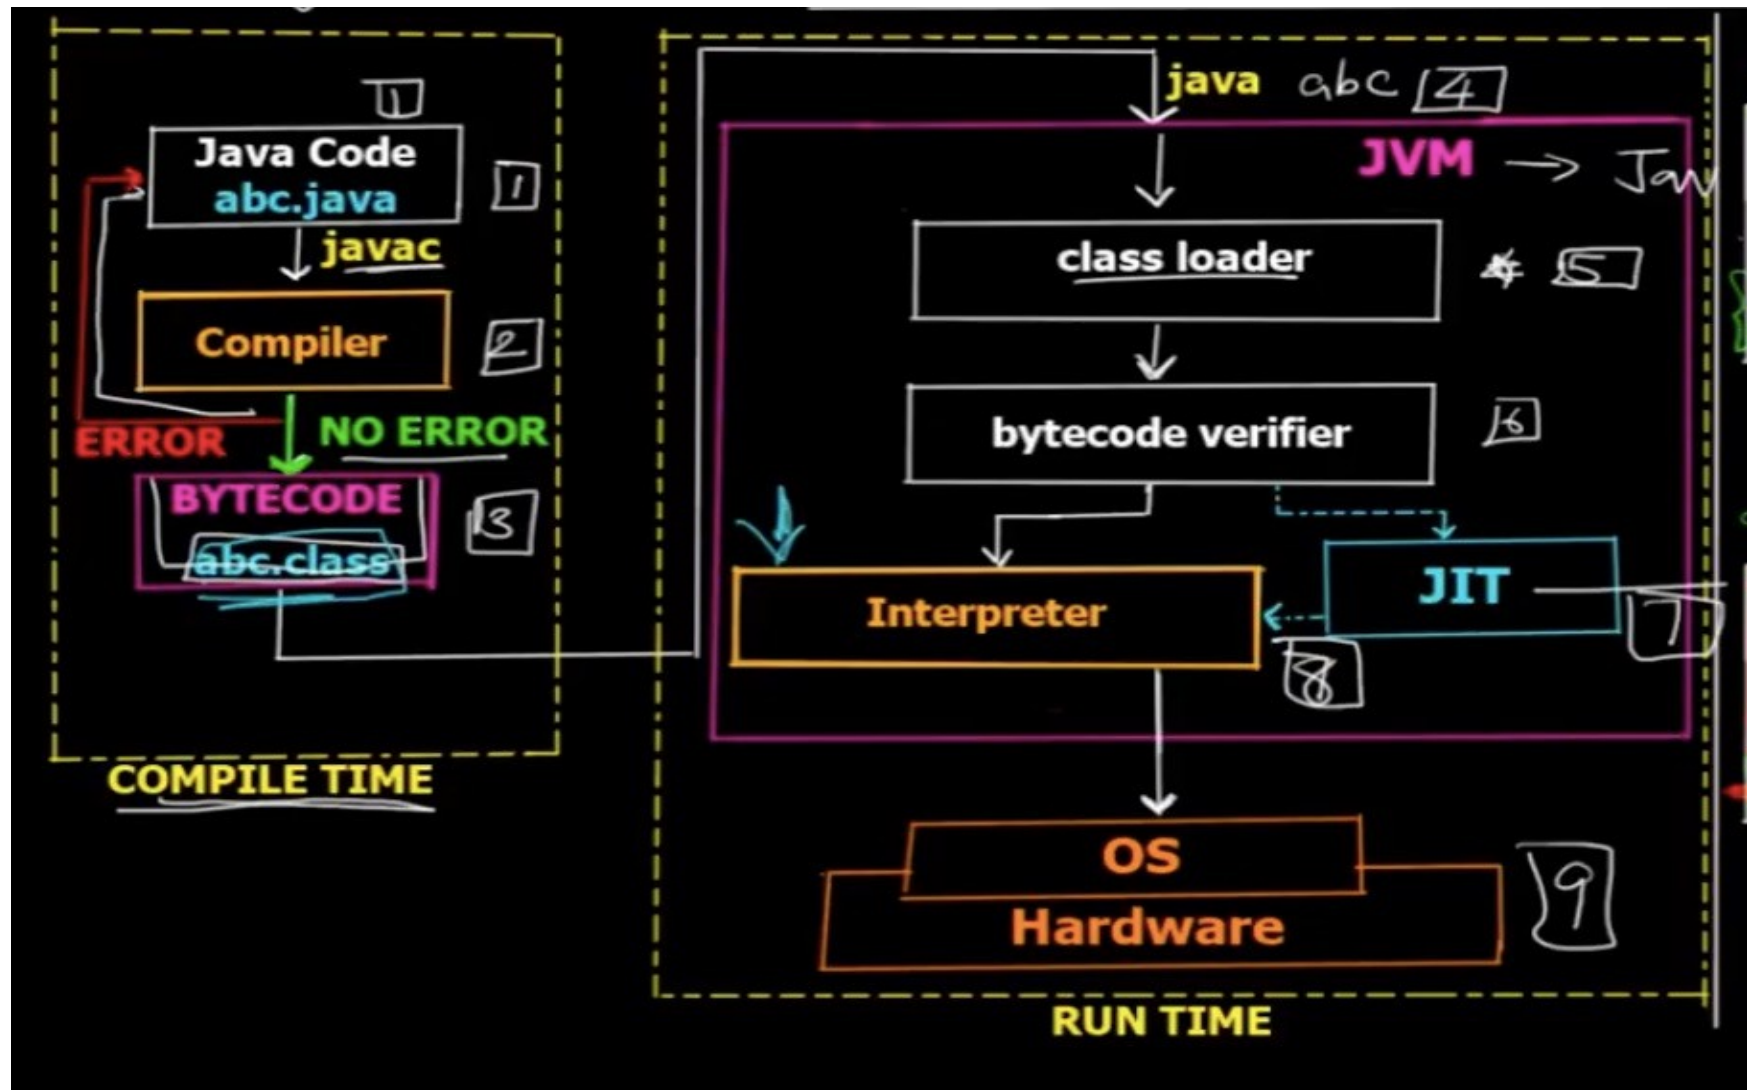 1
Java Code
abc.java
1
javac
Compiler
2
ERROR
NO ERROR
BYTECODE
abc.class
3
COMPILE TIME
java abc 4
JVM → Jav
class loader
5
bytecode verifier
6
Interpreter
JIT
7
8
OS
Hardware
9
RUN TIME